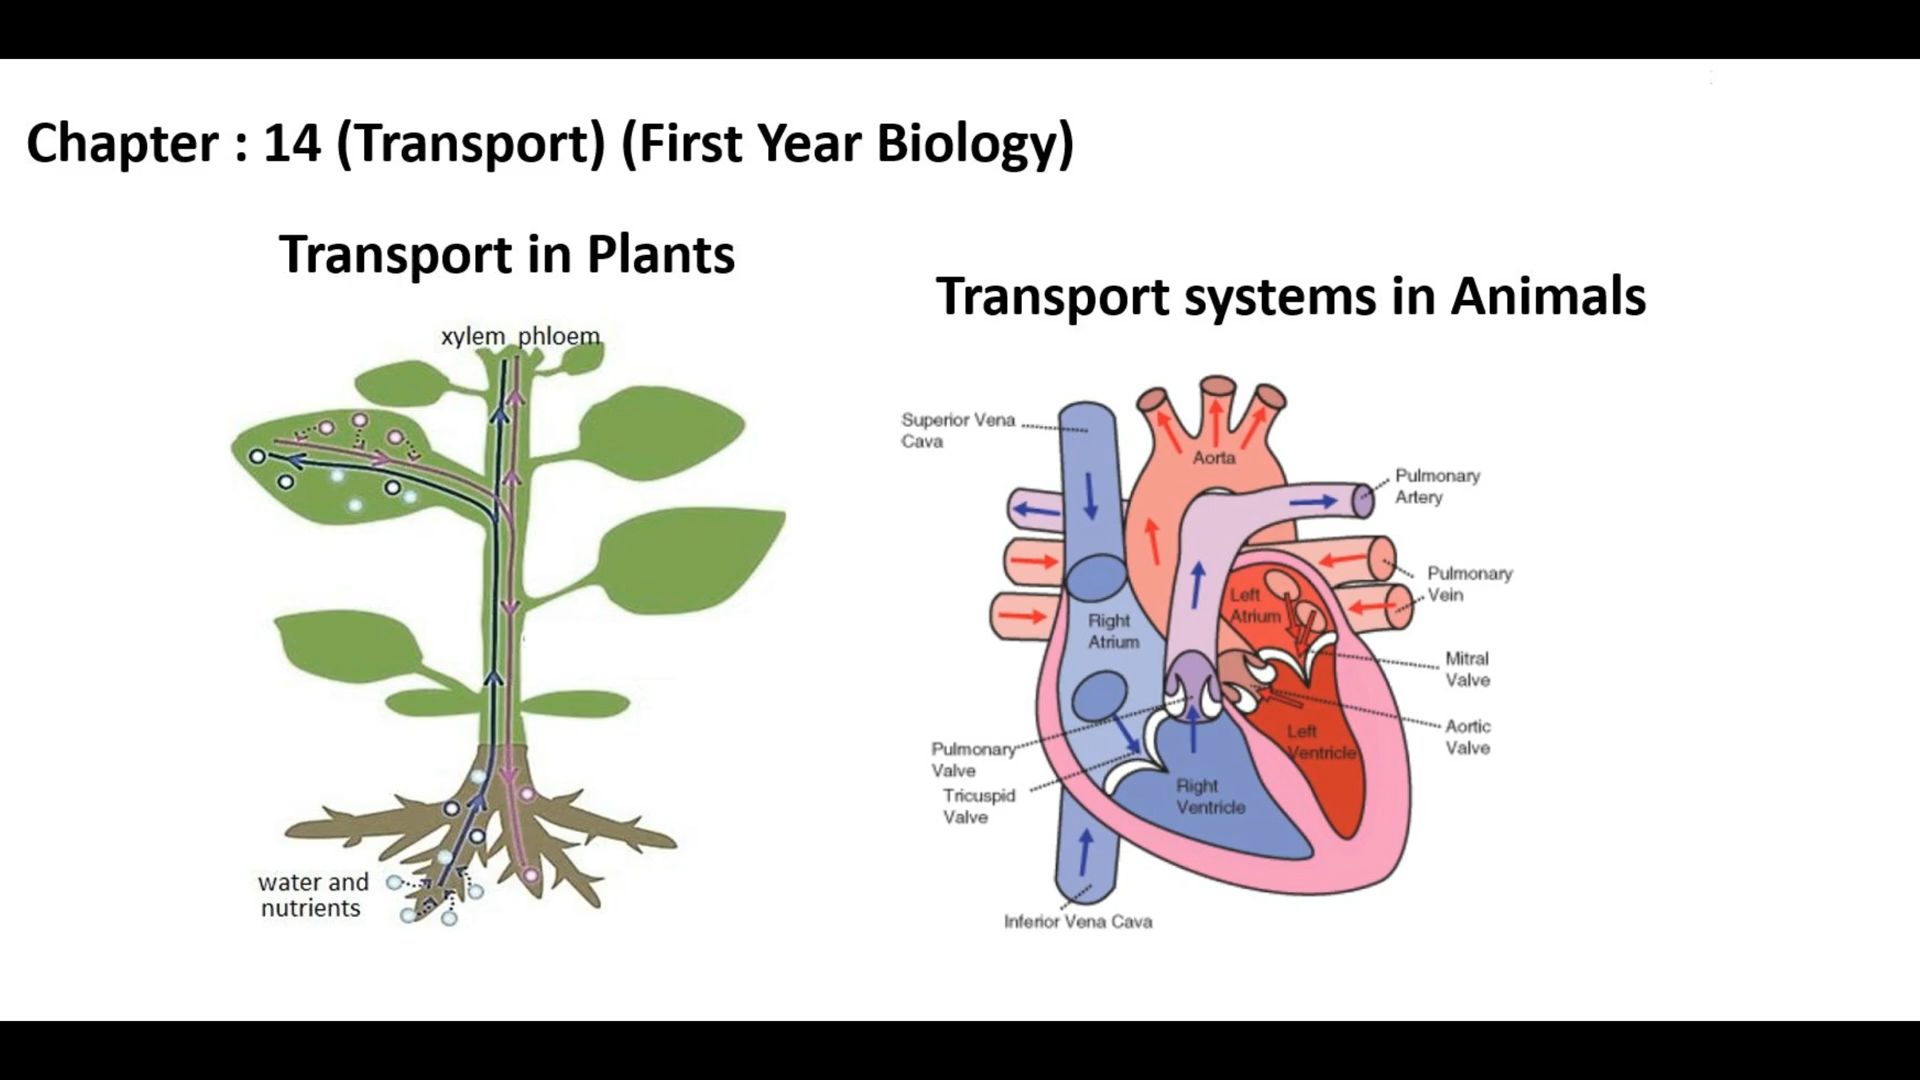 Chapter : 14 (Transport) (First Year Biology)
Transport in Plants
xylem phloem
water and
nutrients
Transport systems in Animals
Superior Vena
Cava
Aorta
Pulmonary
Artery
Pulmonary
Vein
Left
Atrium
Right
Atrium
Mitral
Valve
Aortic
Valve
Left
Ventricle
Pulmonary
Valve
Tricuspid
Valve
Right
Ventricle
Inferior Vena Cava